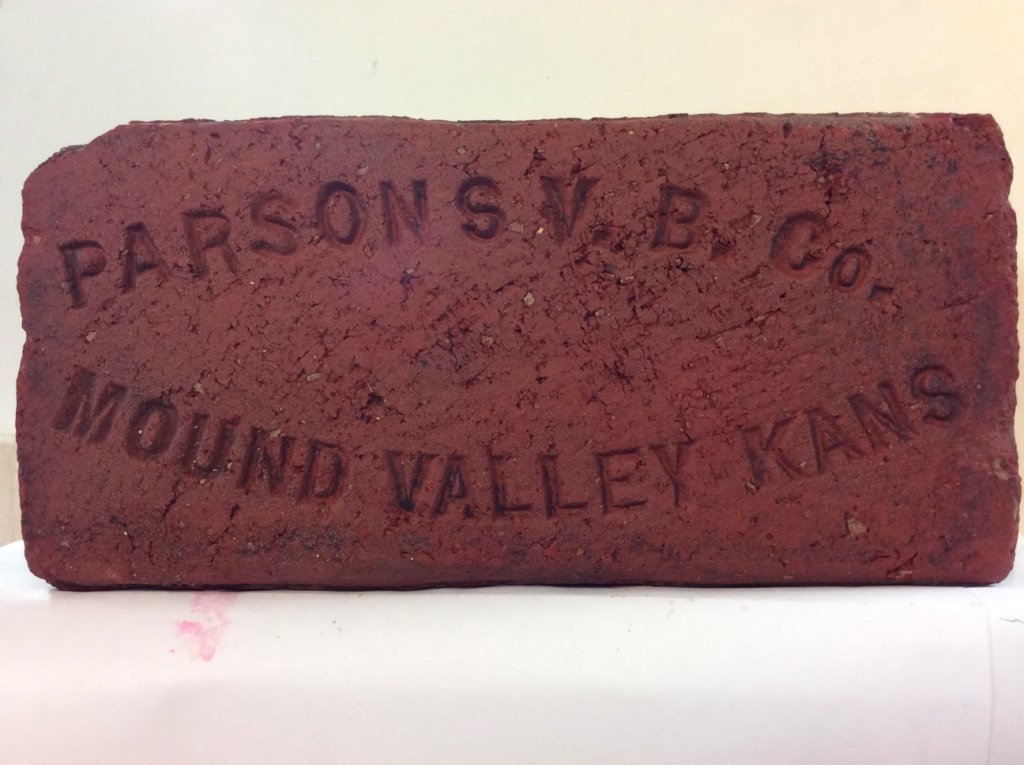 PARSONS V. B. Co.
MOUND VALLEY KANS